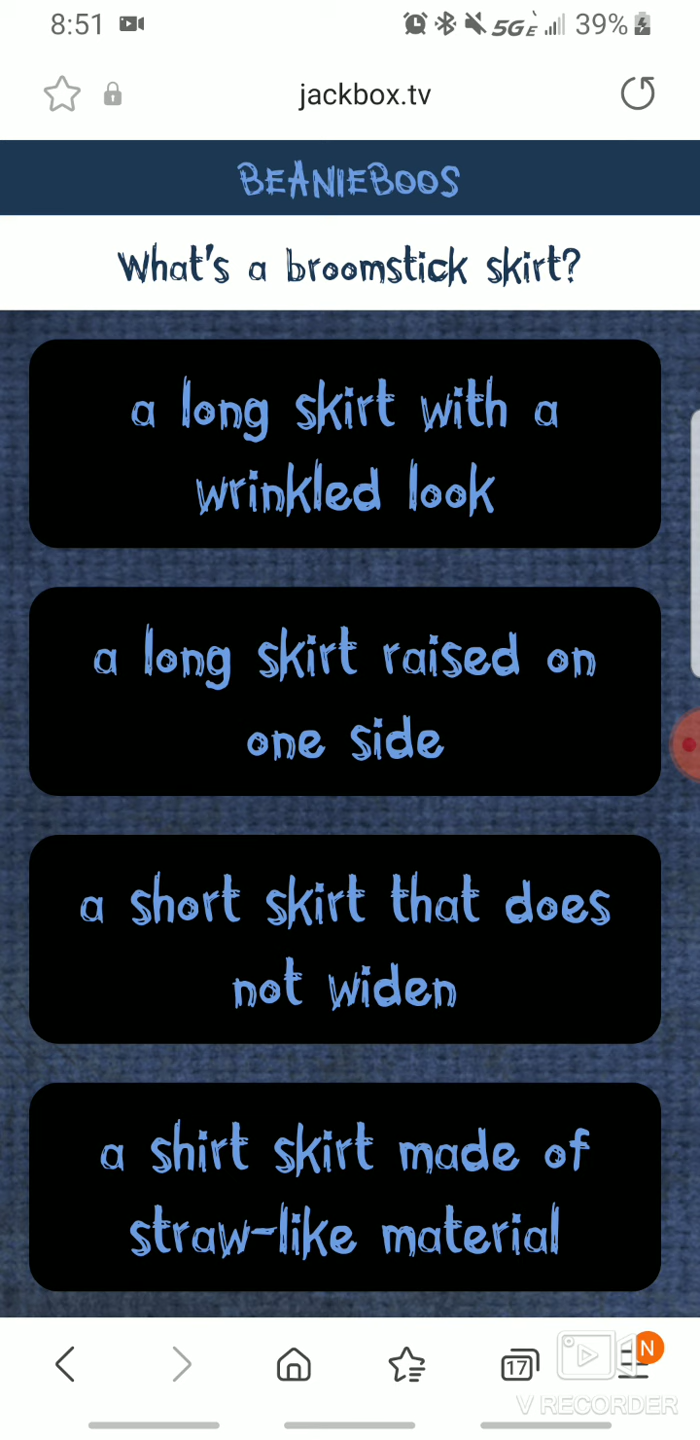 8:51 5GE 39%
jackbox.tv
BEANIEBOOS
What's a broomstick skirt?
a long skirt with a
wrinkled look
a long skirt raised on
one side
a short skirt that does
not widen
a shirt skirt made of
straw-like material
17 N
V RECORDER